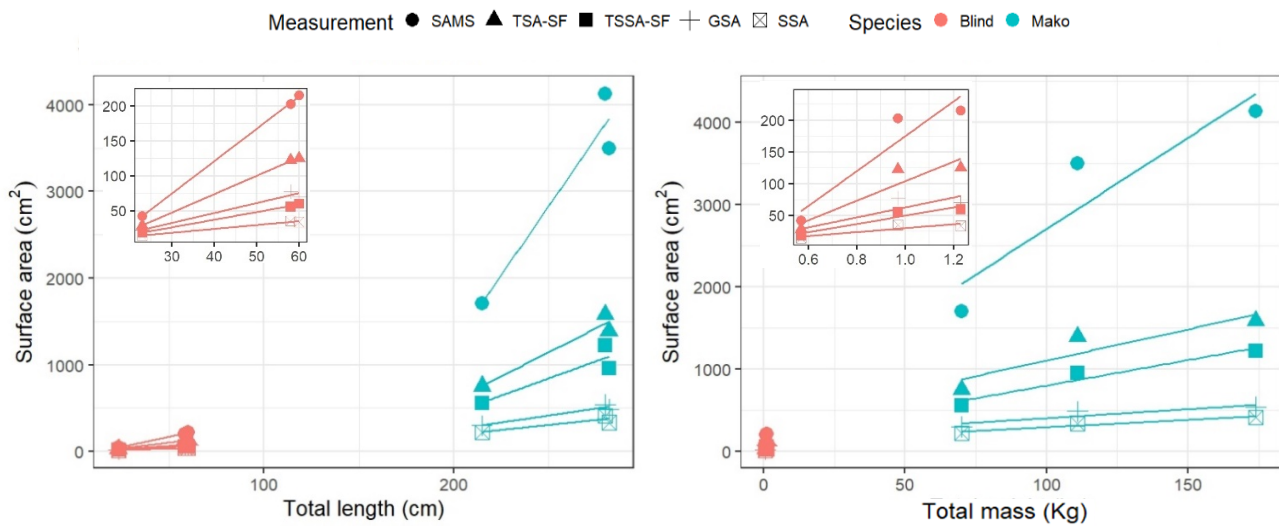 Measurement SAMS TSA-SF TSSA-SF GSA SSA Species Blind Mako
Surface area (cm2)
4000
3000
2000
1000
0
200
150
100
50
30 40 50 60
100 200
Total length (cm)
Surface area (cm2)
4000
3000
2000
1000
0
200
150
100
50
0.6 0.8 1.0 1.2
0 50 100 150
Total mass (Kg)